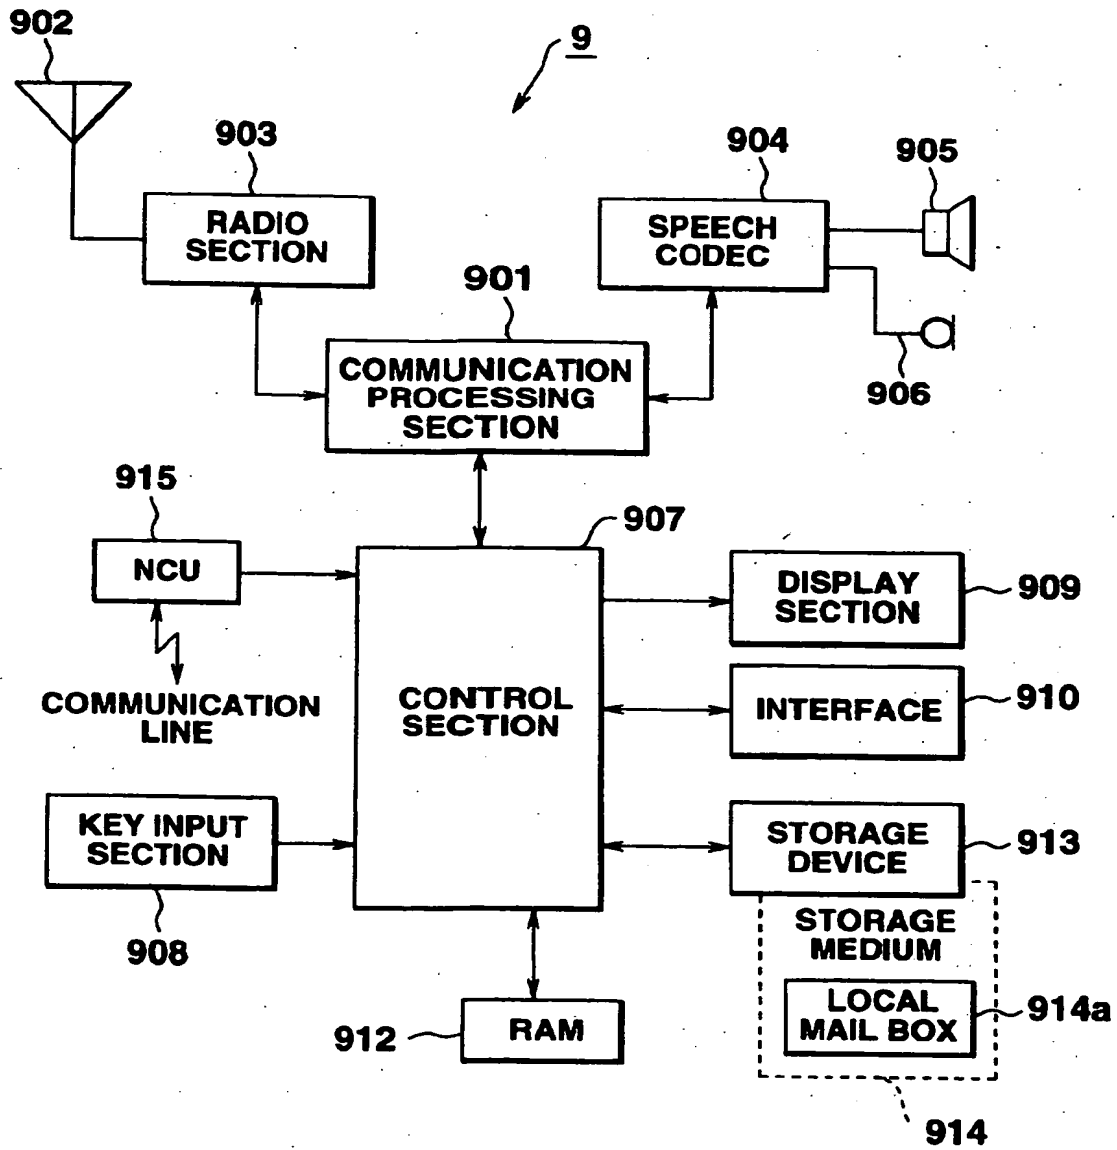 902
9
903
904
905
RADIO
SECTION
SPEECH
CODEC
901
906
COMMUNICATION
PROCESSING
SECTION
915
907
NCU
DISPLAY
SECTION
909
COMMUNICATION
LINE
CONTROL
SECTION
INTERFACE
910
KEY INPUT
SECTION
STORAGE
DEVICE
913
908
STORAGE
MEDIUM
LOCAL
MAIL BOX
914a
912
RAM
914